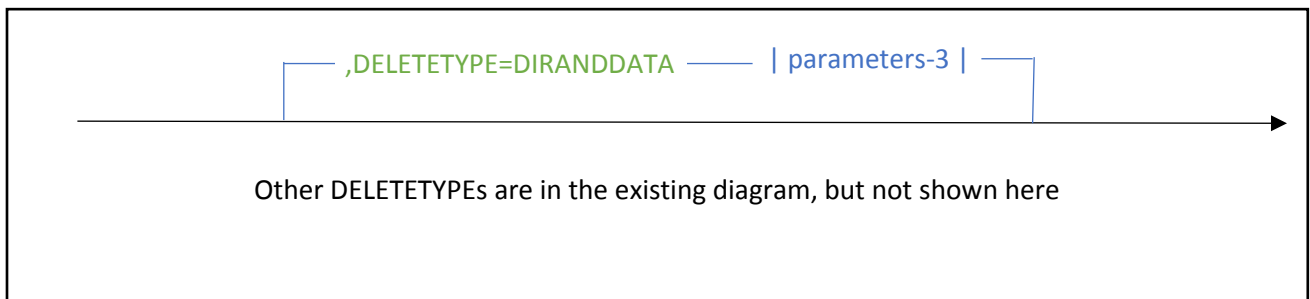 ,DELETETYPE=DIRANDDATA | parameters-3 |
Other DELETETYPEs are in the existing diagram, but not shown here